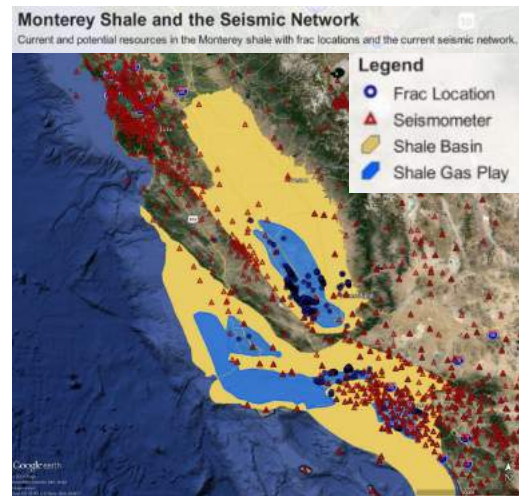 Monterey Shale and the Seismic Network
Current and potential resources in the Monterey shale with frac locations and the current seismic network.
Legend
Frac Location
Seismometer
Shale Basin
Shale Gas Play
Google earth